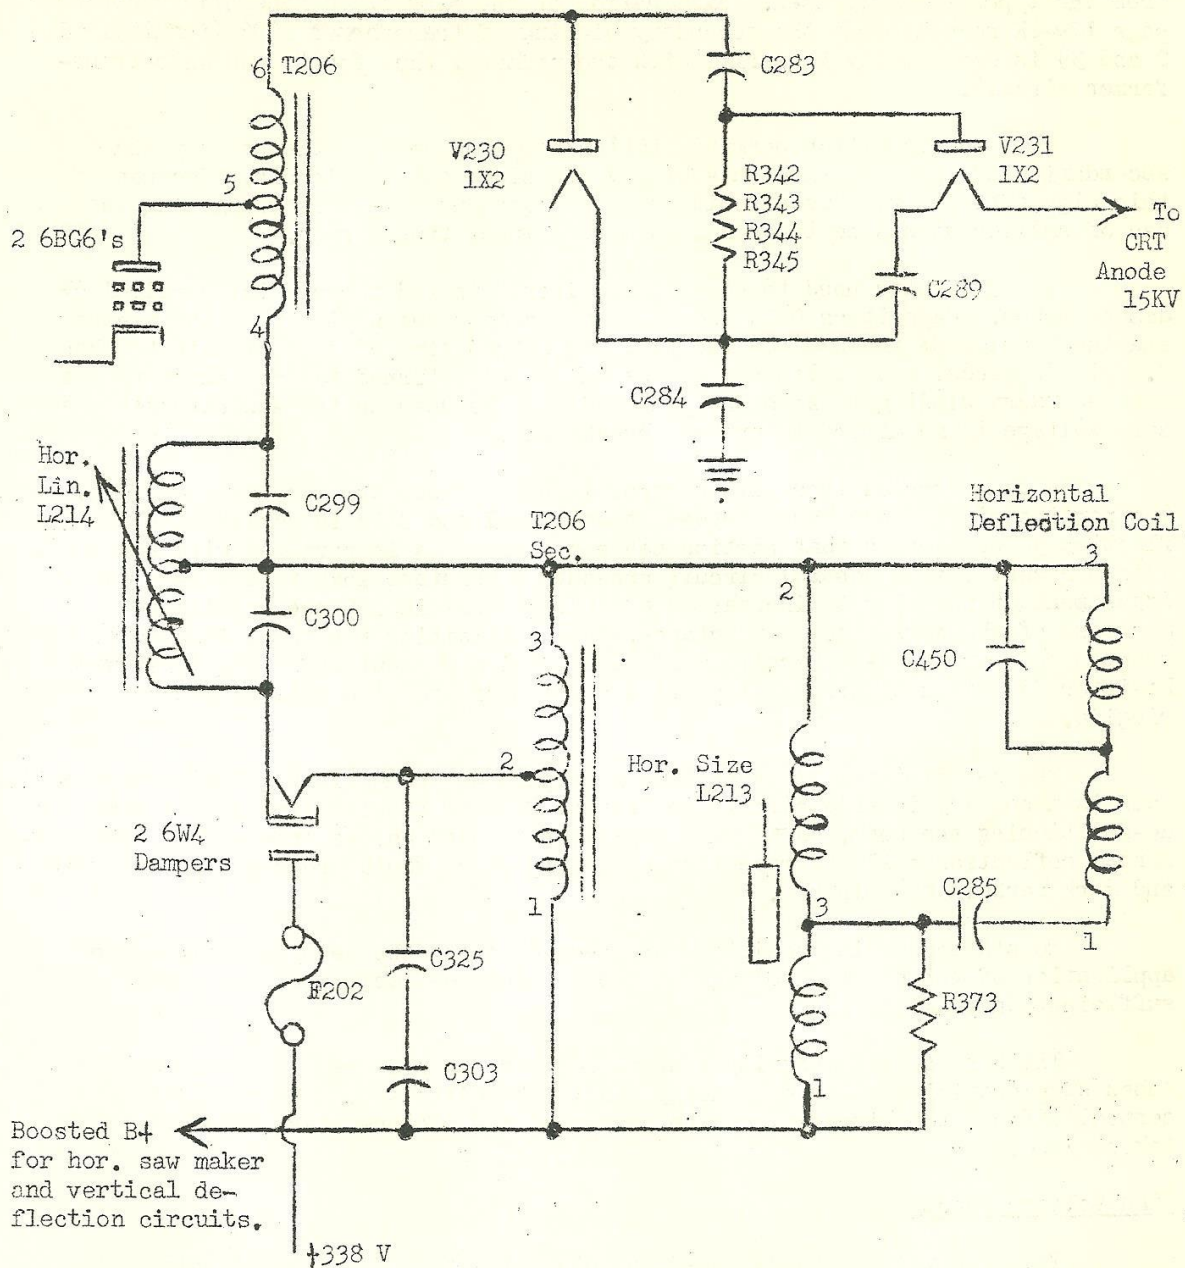 6
T206
C283
V230
1X2
V231
1X2
5
R342
R343
R344
R345
To
CRT
Anode
15KV
2 6BG6's
C289
4
C284
Hor.
Lin.
L214
C299
T206
Sec.
Horizontal
Deflection Coil
3
2
C300
3
C450
2
Hor. Size
L213
2 6W4
Dampers
C285
1
3
1
C325
F202
R373
C303
1
Boosted B+
for hor. saw maker
and vertical de-
flection circuits.
+338 V